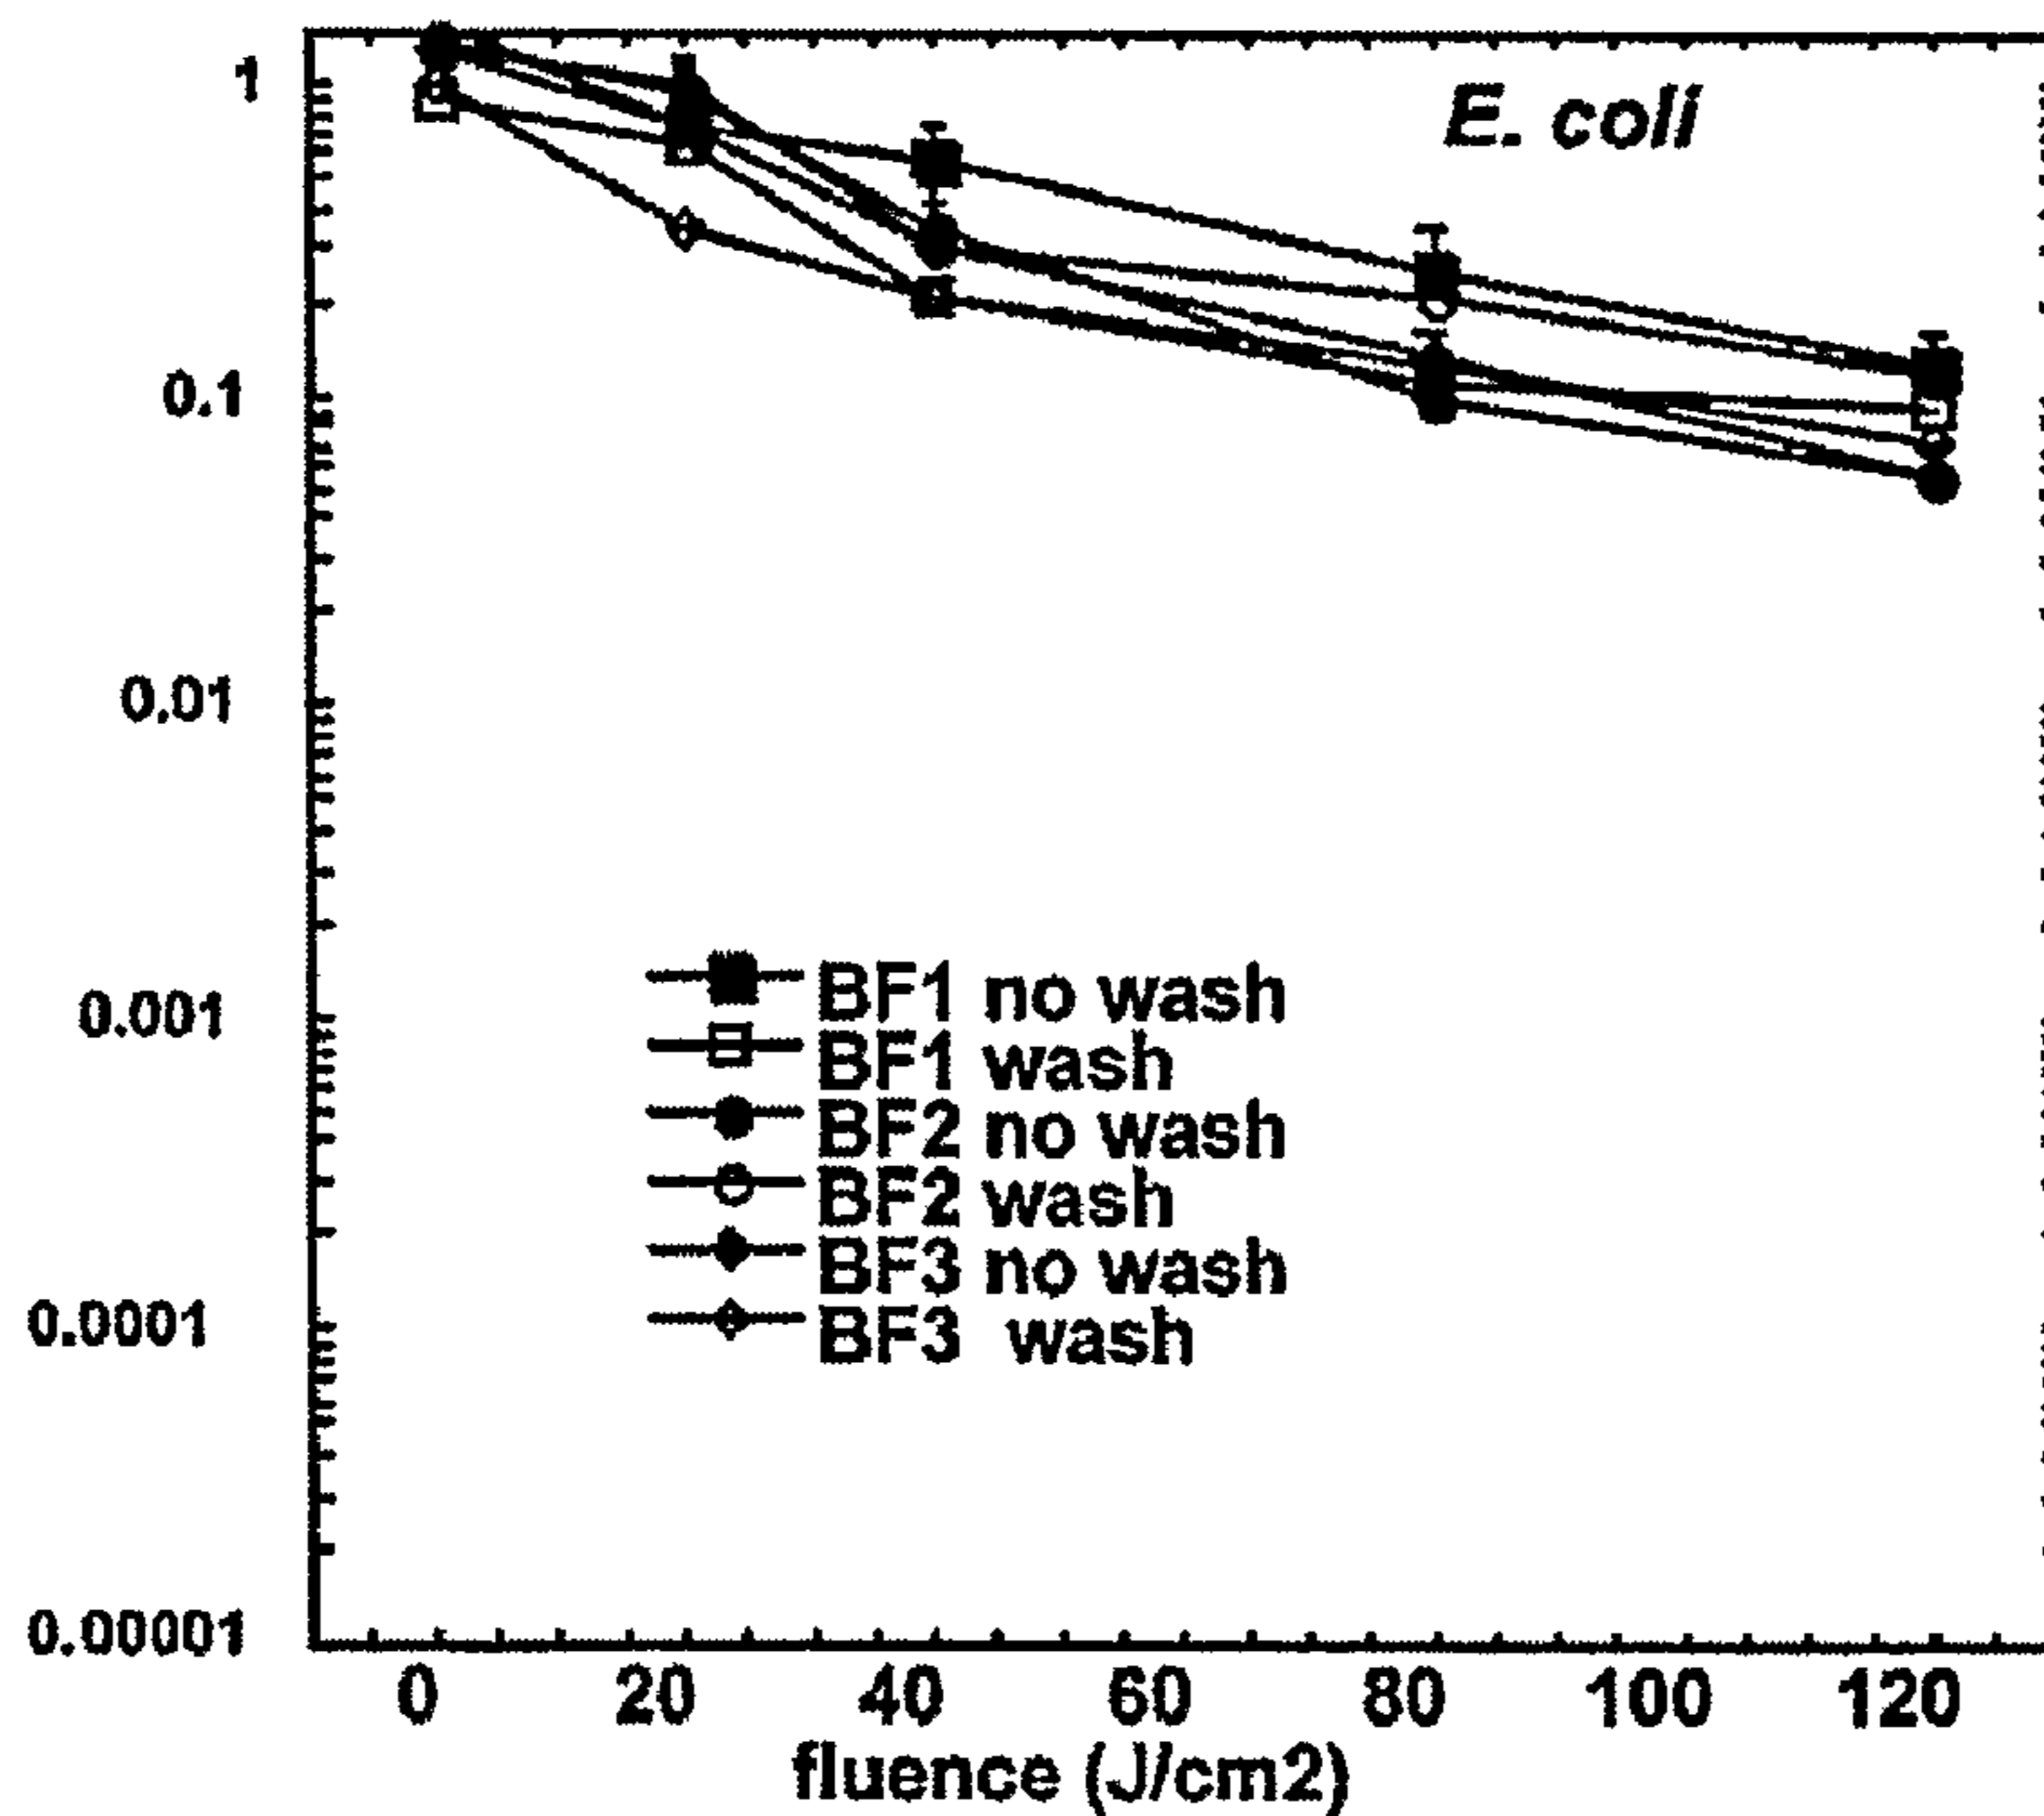 E. coli
1
0.1
0.01
0.001
0.0001
0.00001
BF1 no wash
BF1 wash
BF2 no wash
BF2 wash
BF3 no wash
BF3 wash
0 20 40 60 80 100 120
fluence (J/cm2)